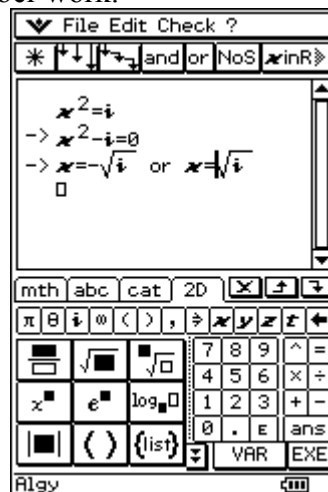 File Edit Check ?
and or NoS xinR
x²=i
-> x²-i=0
-> x=-√i or x=√i
mth abc cat 2D
π θ i ∞ ( ) , ⇒ x y z t ←
7 8 9 ^ =
4 5 6 × ÷
x■ e■ log■□ 1 2 3 + -
|■| ( ) {list} 0 . E ans
VAR EXE
Algy